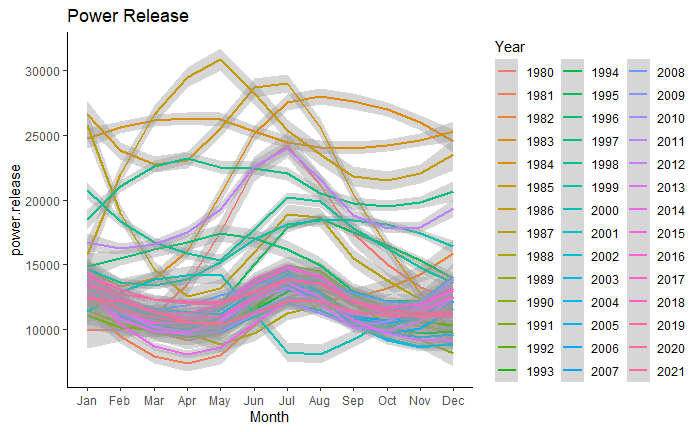 Power Release
power.release
30000
25000
20000
15000
10000
Jan Feb Mar Apr May Jun Jul Aug Sep Oct Nov Dec
Month
Year
1980 1994 2008
1981 1995 2009
1982 1996 2010
1983 1997 2011
1984 1998 2012
1985 1999 2013
1986 2000 2014
1987 2001 2015
1988 2002 2016
1989 2003 2017
1990 2004 2018
1991 2005 2019
1992 2006 2020
1993 2007 2021